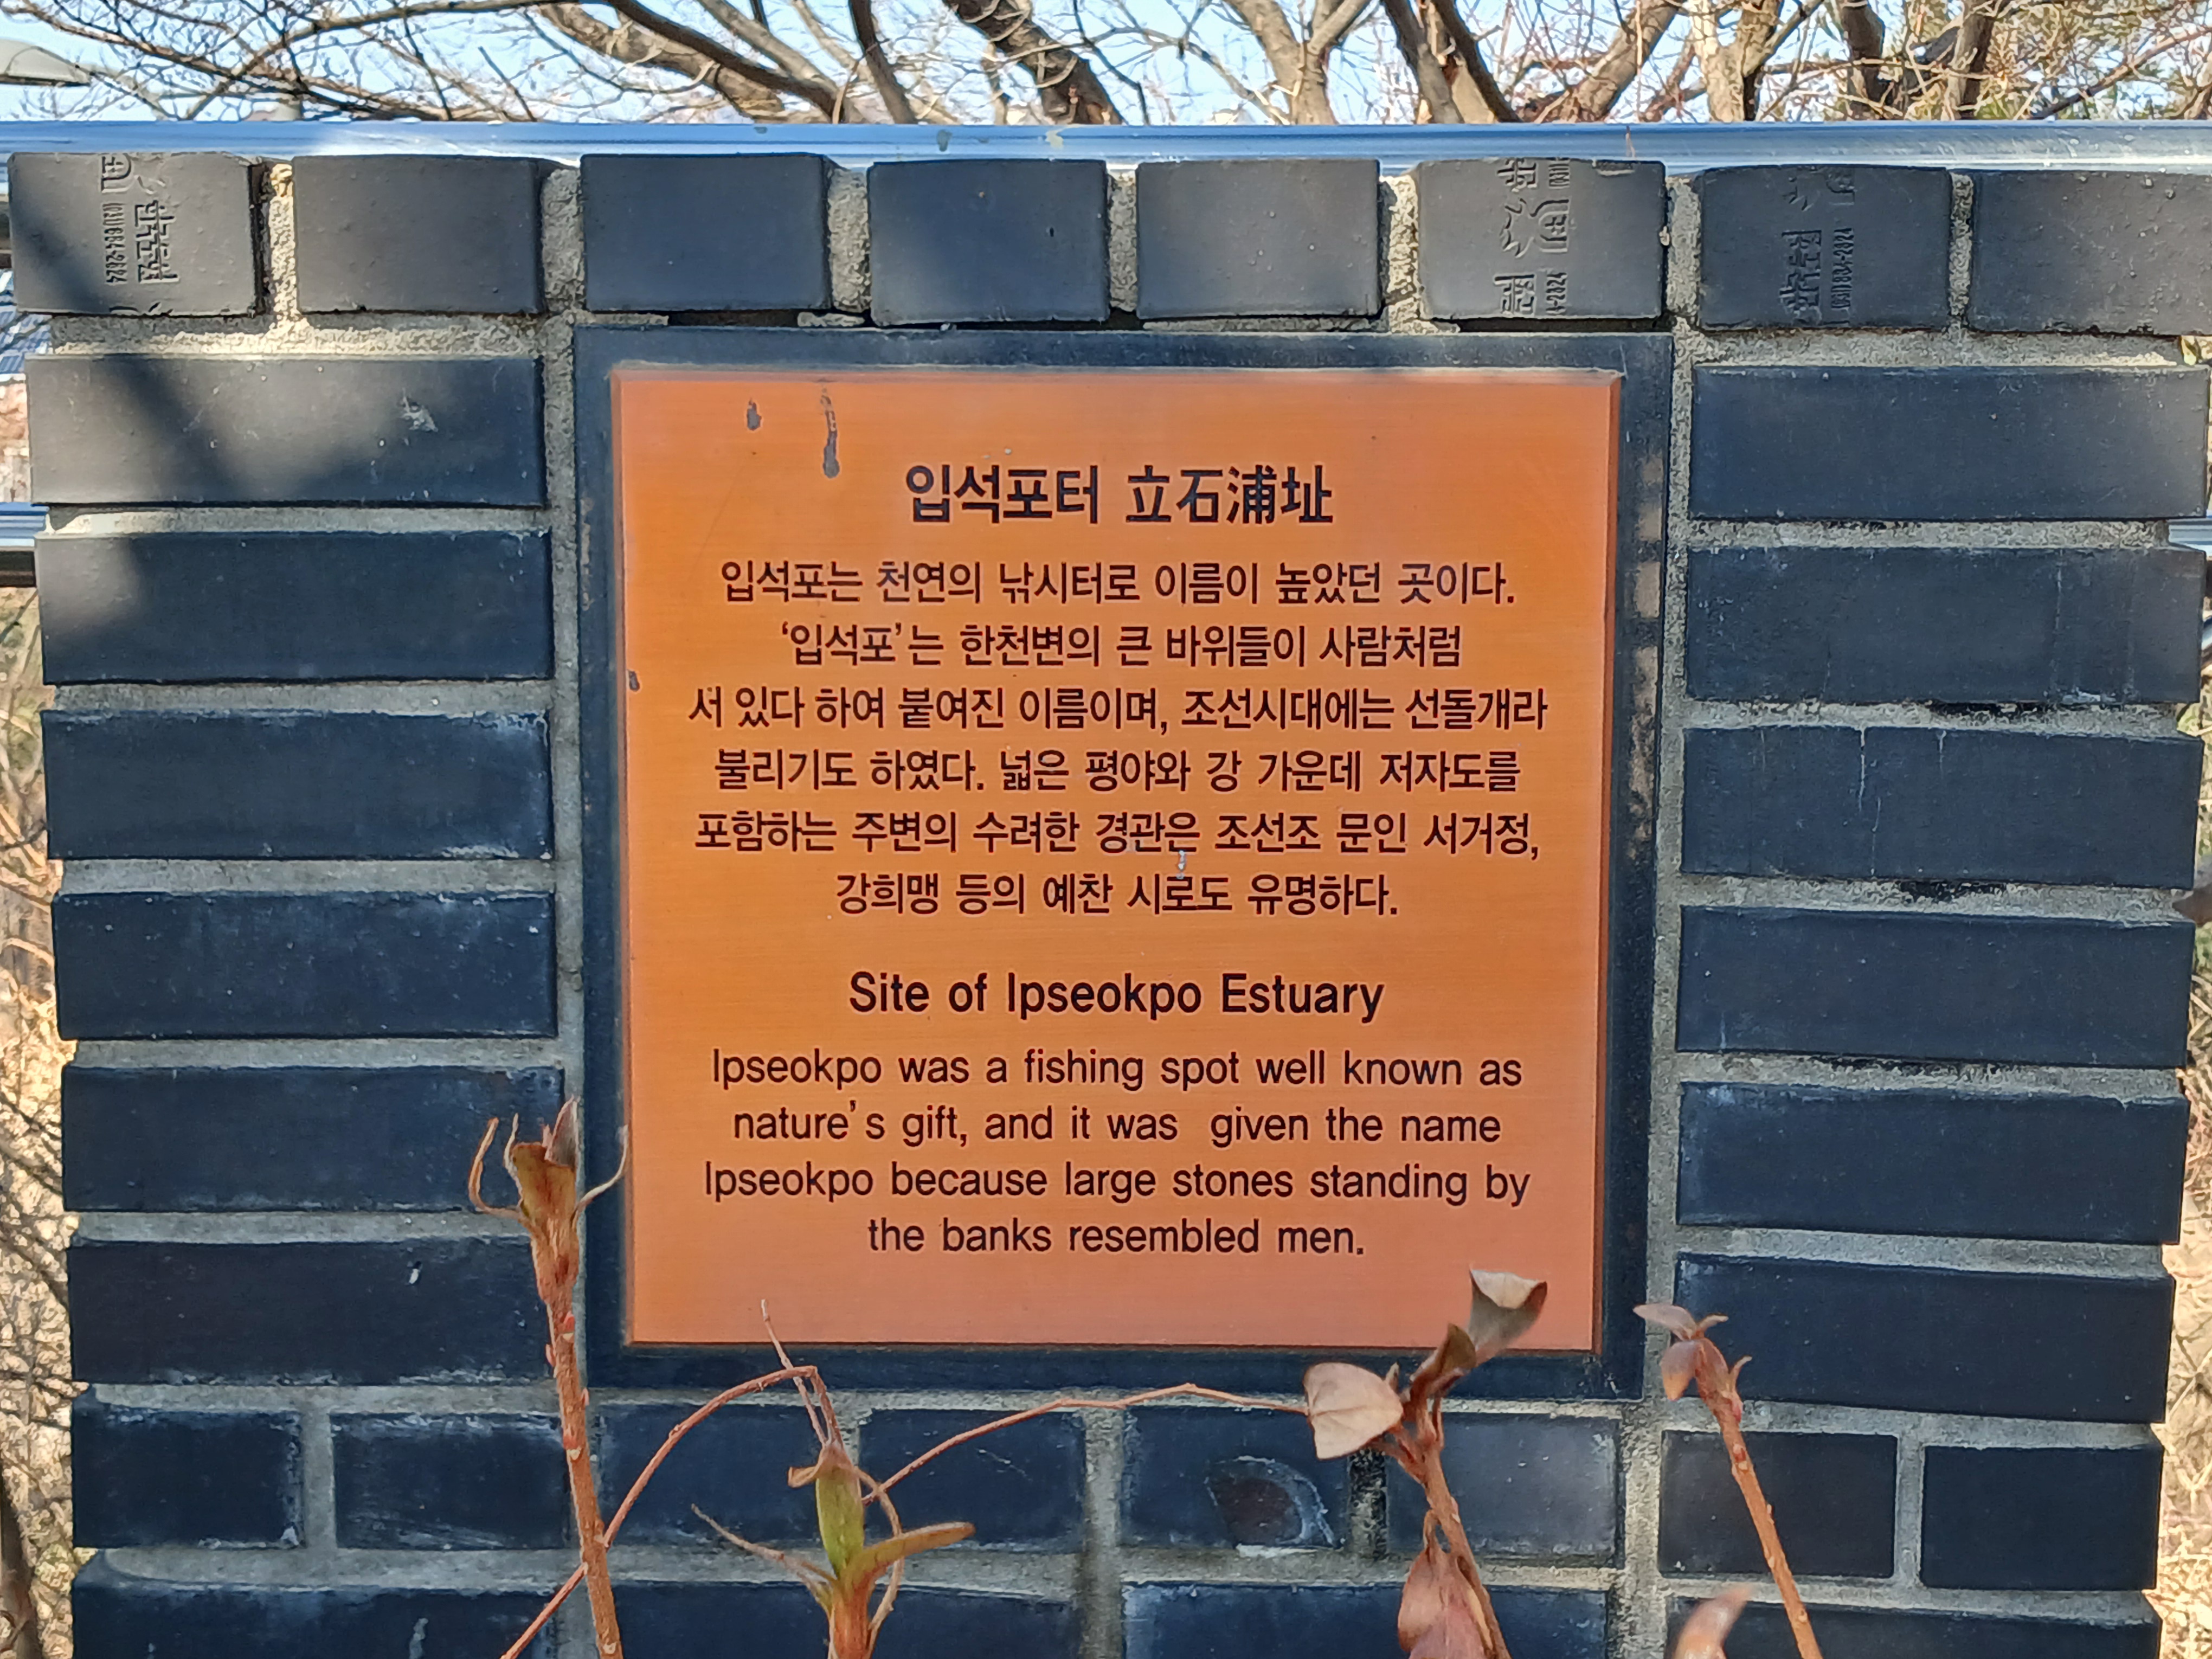 입석포터 立石浦址
입석포는 천연의 낚시터로 이름이 높았던 곳이다.
‘입석포’는 한천변의 큰 바위들이 사람처럼
서 있다 하여 붙여진 이름이며, 조선시대에는 선돌개라
불리기도 하였다. 넓은 평야와 강 가운데 저자도를
포함하는 주변의 수려한 경관은 조선조 문인 서거정,
강희맹 등의 예찬 시로도 유명하다.
Site of Ipseokpo Estuary
Ipseokpo was a fishing spot well known as
nature’s gift, and it was given the name
Ipseokpo because large stones standing by
the banks resembled men.